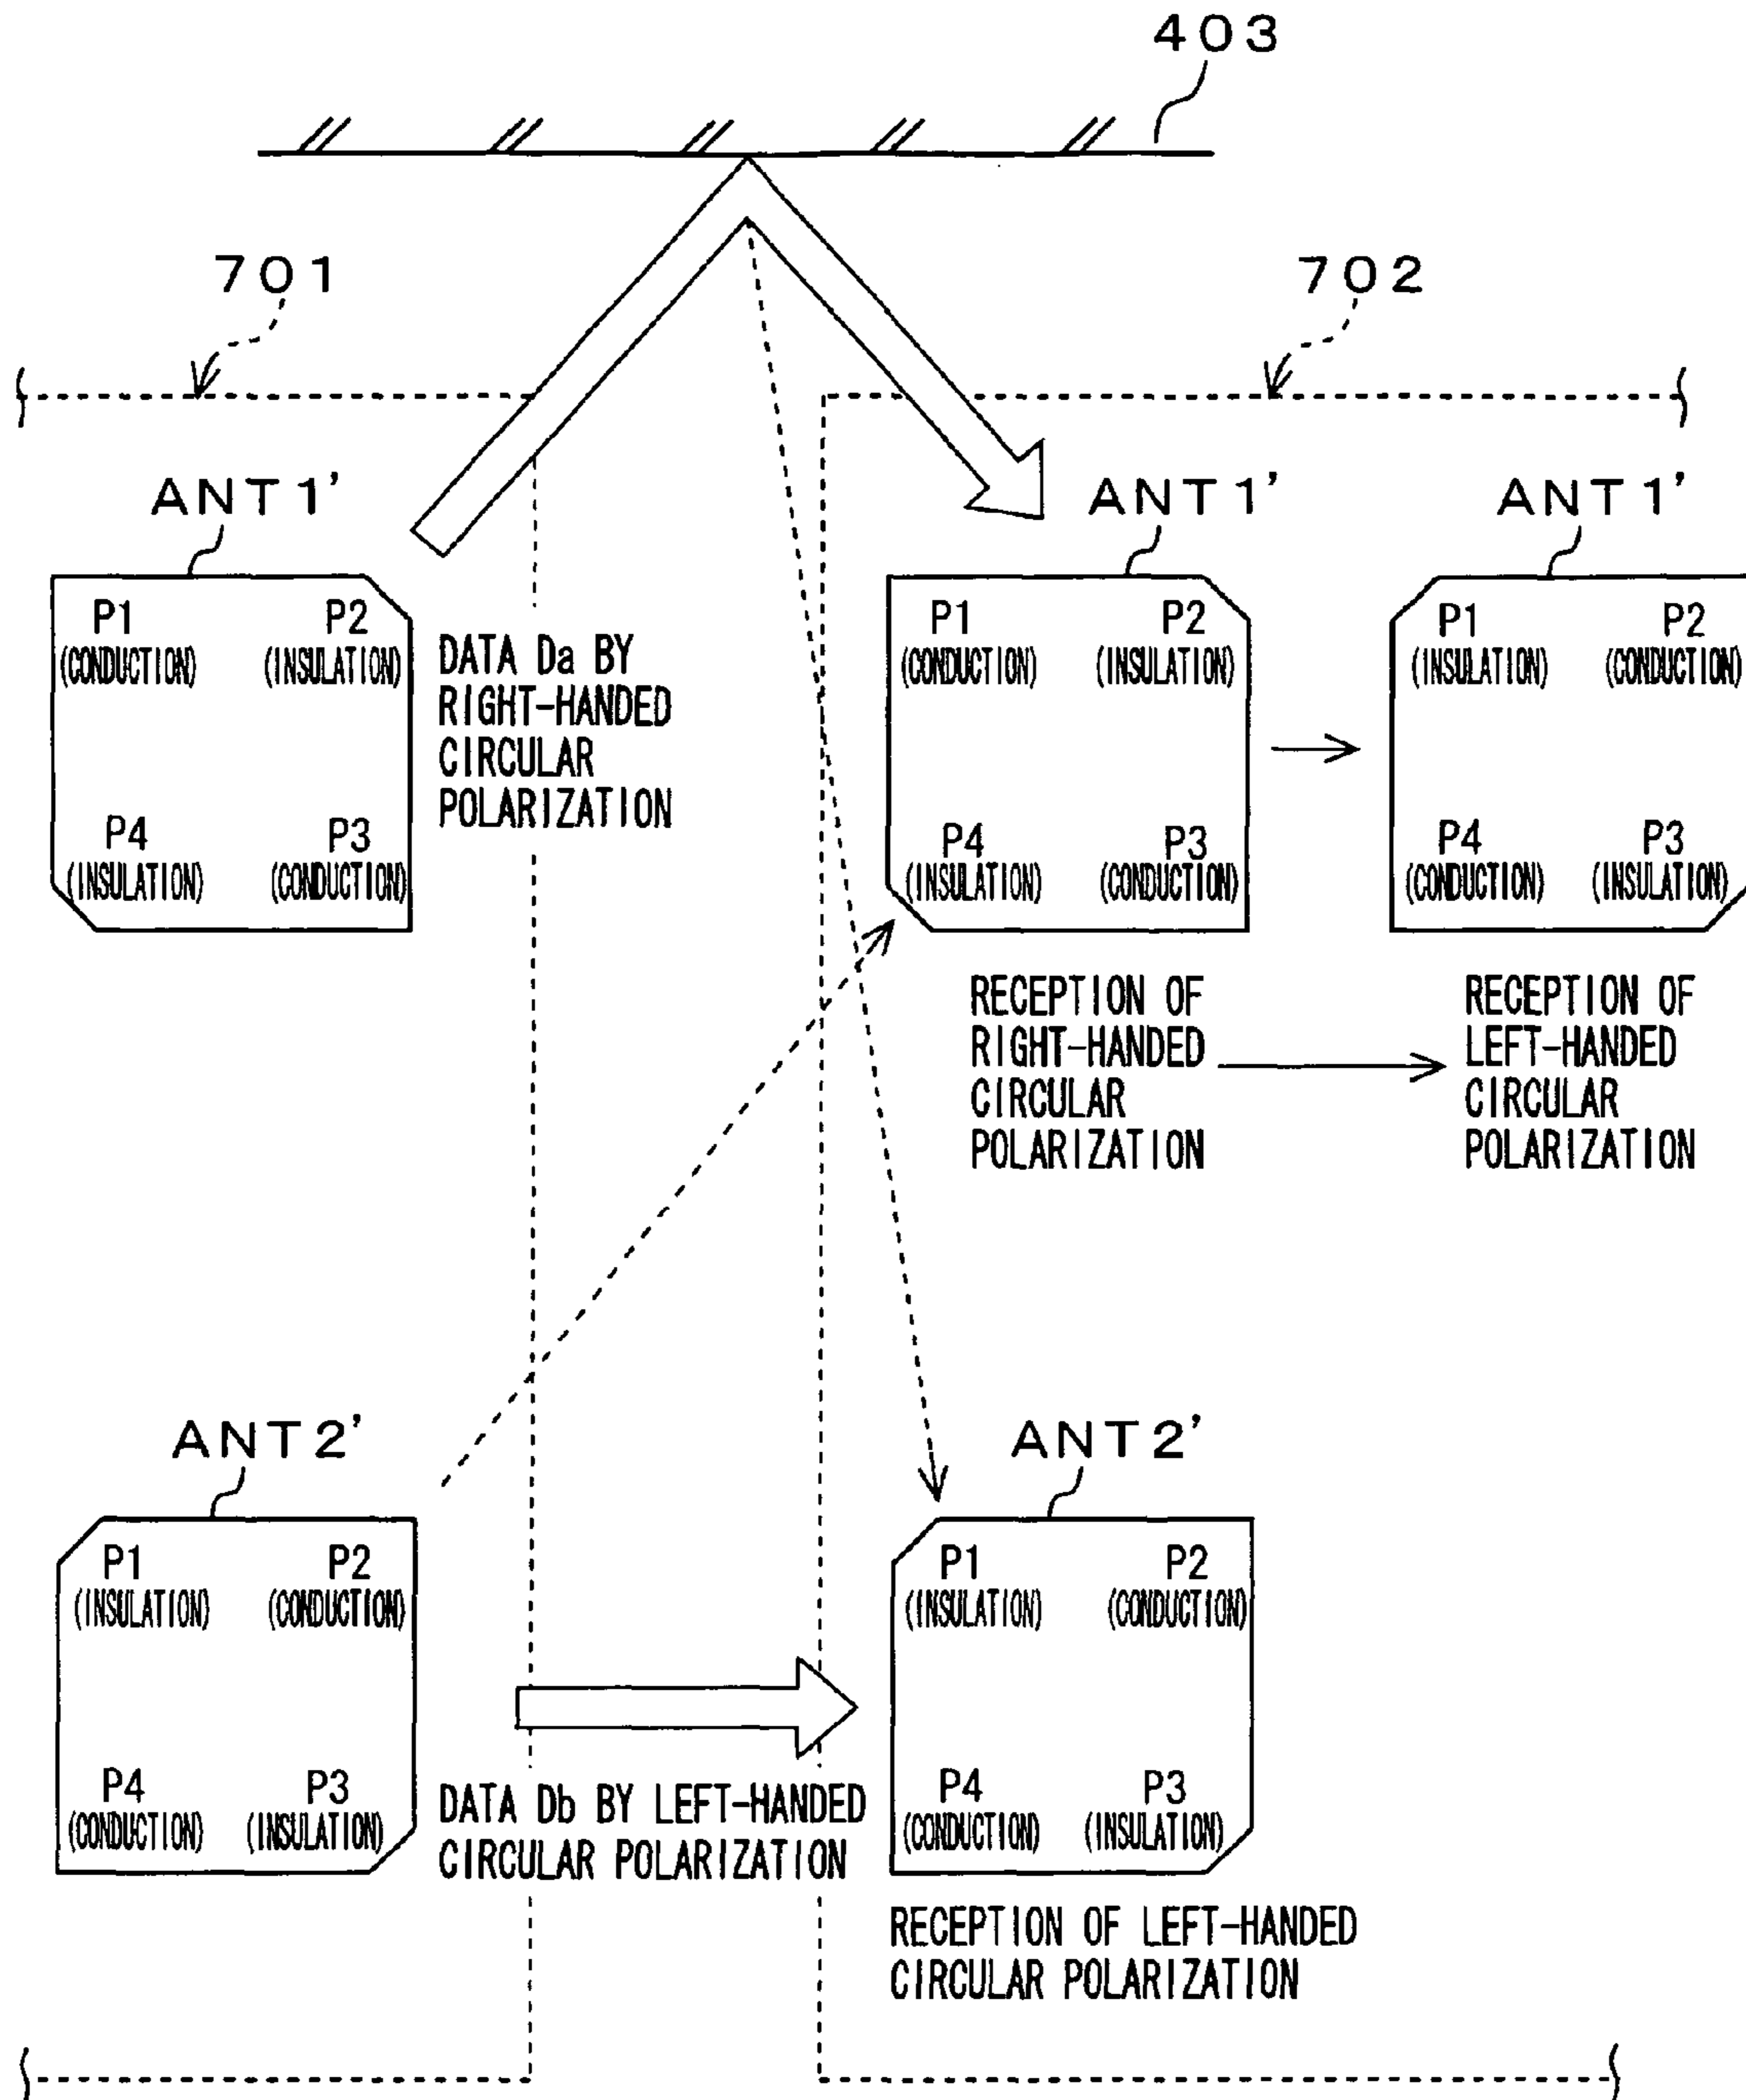 403
701
702
ANT1'
ANT1'
ANT1'
P1
(CONDUCTION)
P2
(INSULATION)
P4
(INSULATION)
P3
(CONDUCTION)
DATA Da BY
RIGHT-HANDED
CIRCULAR
POLARIZATION
P1
(CONDUCTION)
P2
(INSULATION)
P4
(INSULATION)
P3
(CONDUCTION)
P1
(INSULATION)
P2
(CONDUCTION)
P4
(CONDUCTION)
P3
(INSULATION)
RECEPTION OF
RIGHT-HANDED
CIRCULAR
POLARIZATION
RECEPTION OF
LEFT-HANDED
CIRCULAR
POLARIZATION
ANT2'
ANT2'
P1
(INSULATION)
P2
(CONDUCTION)
P4
(CONDUCTION)
P3
(INSULATION)
DATA Db BY LEFT-HANDED
CIRCULAR POLARIZATION
P1
(INSULATION)
P2
(CONDUCTION)
P4
(CONDUCTION)
P3
(INSULATION)
RECEPTION OF LEFT-HANDED
CIRCULAR POLARIZATION